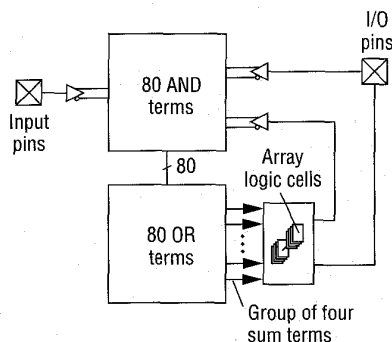 I/O
pins
80 AND
terms
Input
pins
80
Array
logic cells
80 OR
terms
Group of four
sum terms